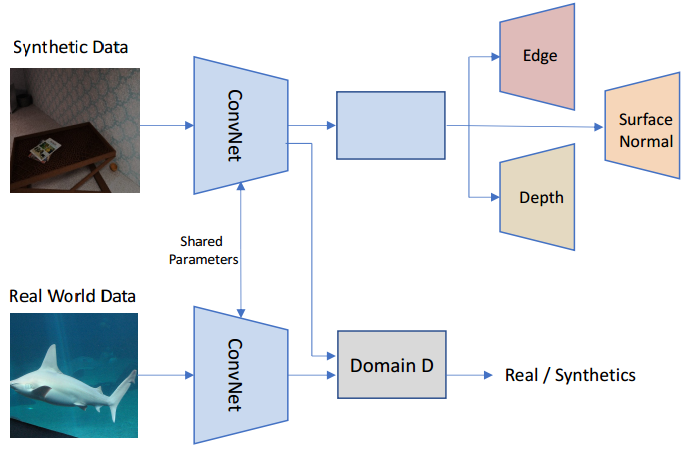 Synthetic Data
ConvNet
Edge
Surface
Normal
Depth
Shared
Parameters
Real World Data
ConvNet
Domain D
Real / Synthetics